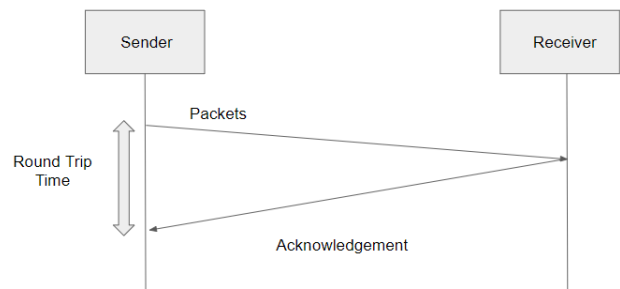 Sender
Receiver
Packets
Round Trip
Time
Acknowledgement